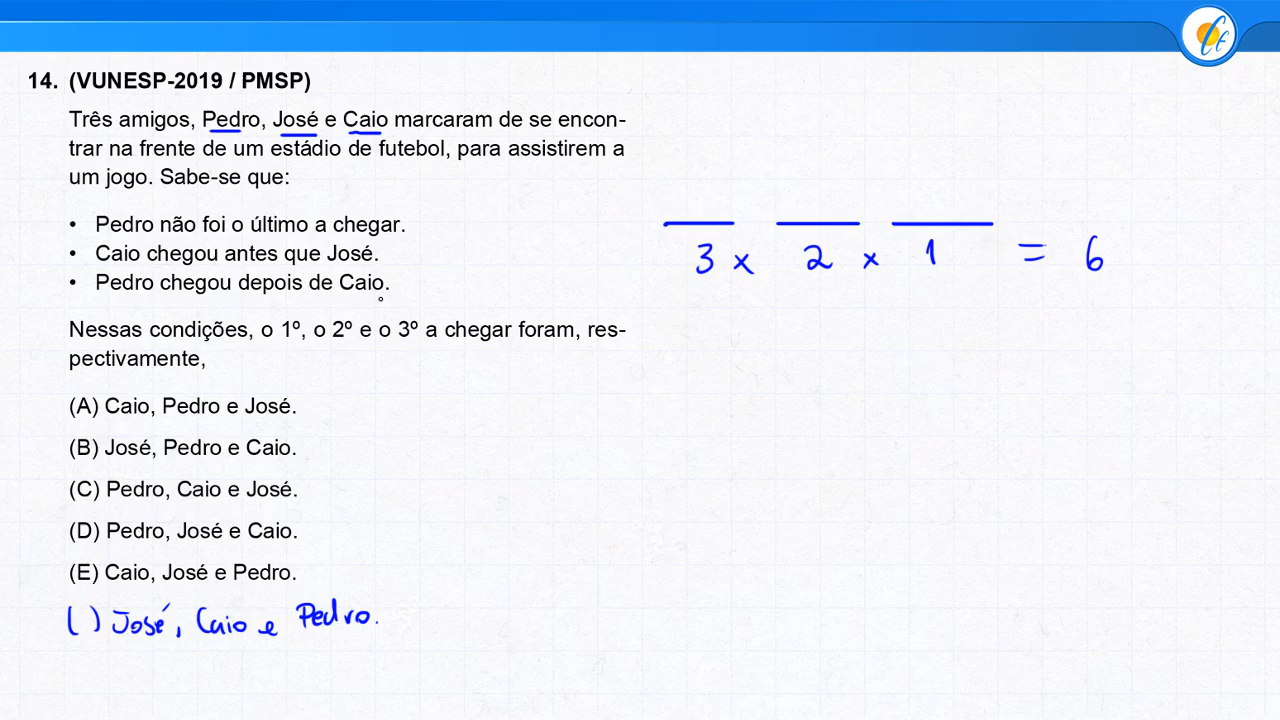 14. (VUNESP-2019 / PMSP)
Três amigos, Pedro, José e Caio marcaram de se encon-
trar na frente de um estádio de futebol, para assistirem a
um jogo. Sabe-se que:
• Pedro não foi o último a chegar.
• Caio chegou antes que José.
• Pedro chegou depois de Caio.
Nessas condições, o 1º, o 2º e o 3º a chegar foram, res-
pectivamente,
(A) Caio, Pedro e José.
(B) José, Pedro e Caio.
(C) Pedro, Caio e José.
(D) Pedro, José e Caio.
(E) Caio, José e Pedro.
( ) José, Caio e Pedro.
3 x 2 x 1 = 6
CE